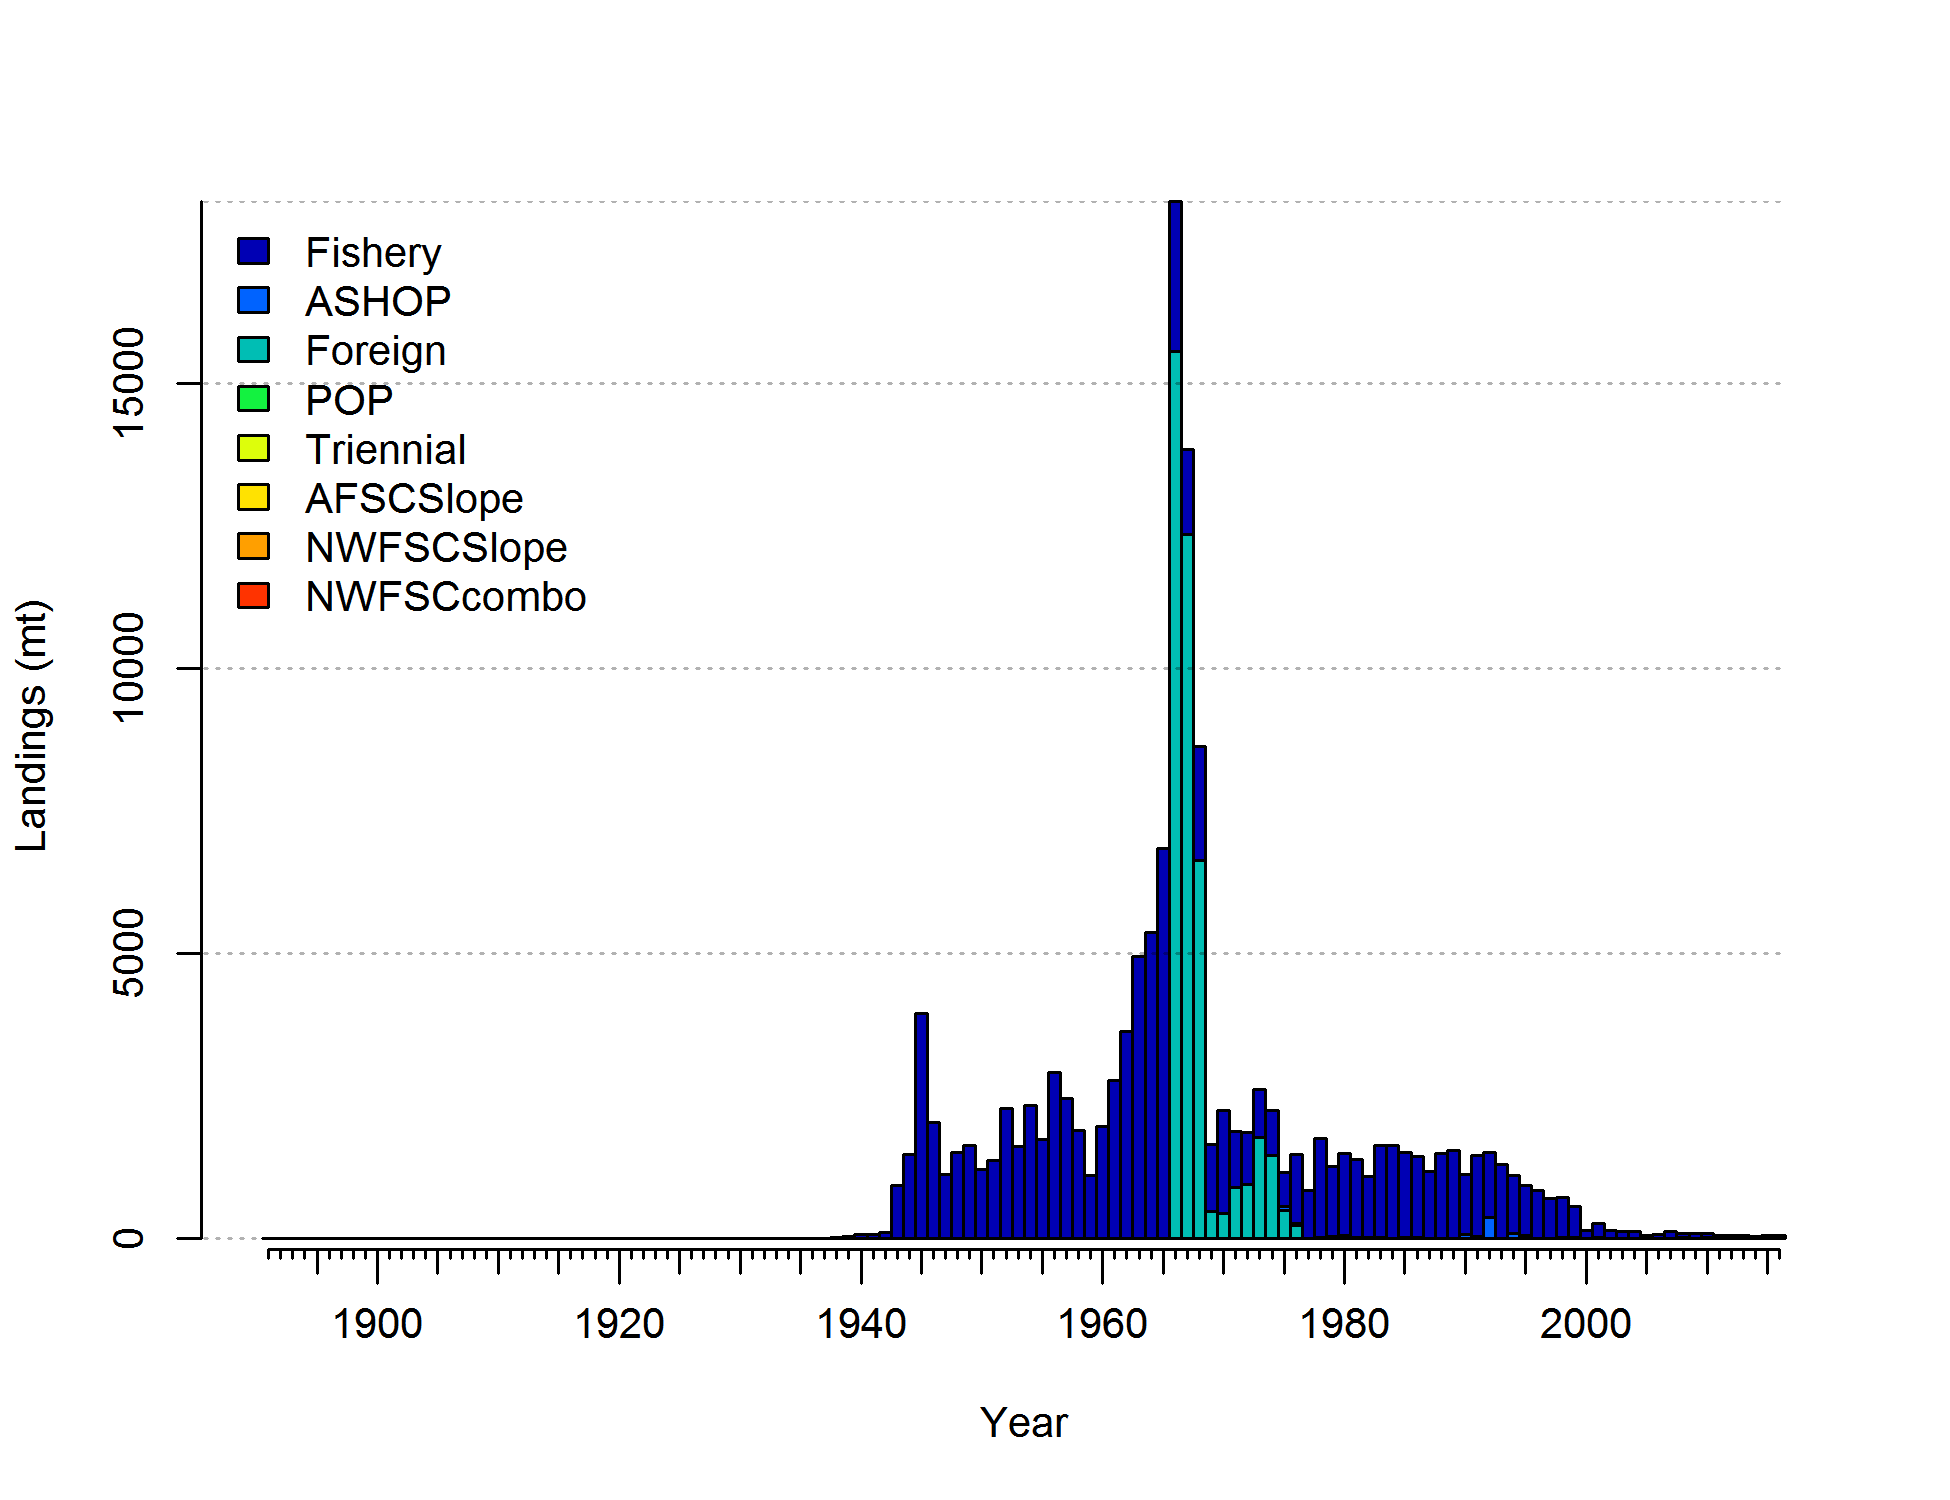 Fishery
ASHOP
Foreign
POP
Triennial
AFSCSlope
NWFSCSlope
NWFSCcombo
Landings (mt)
15000
10000
5000
0
1900 1920 1940 1960 1980 2000
Year